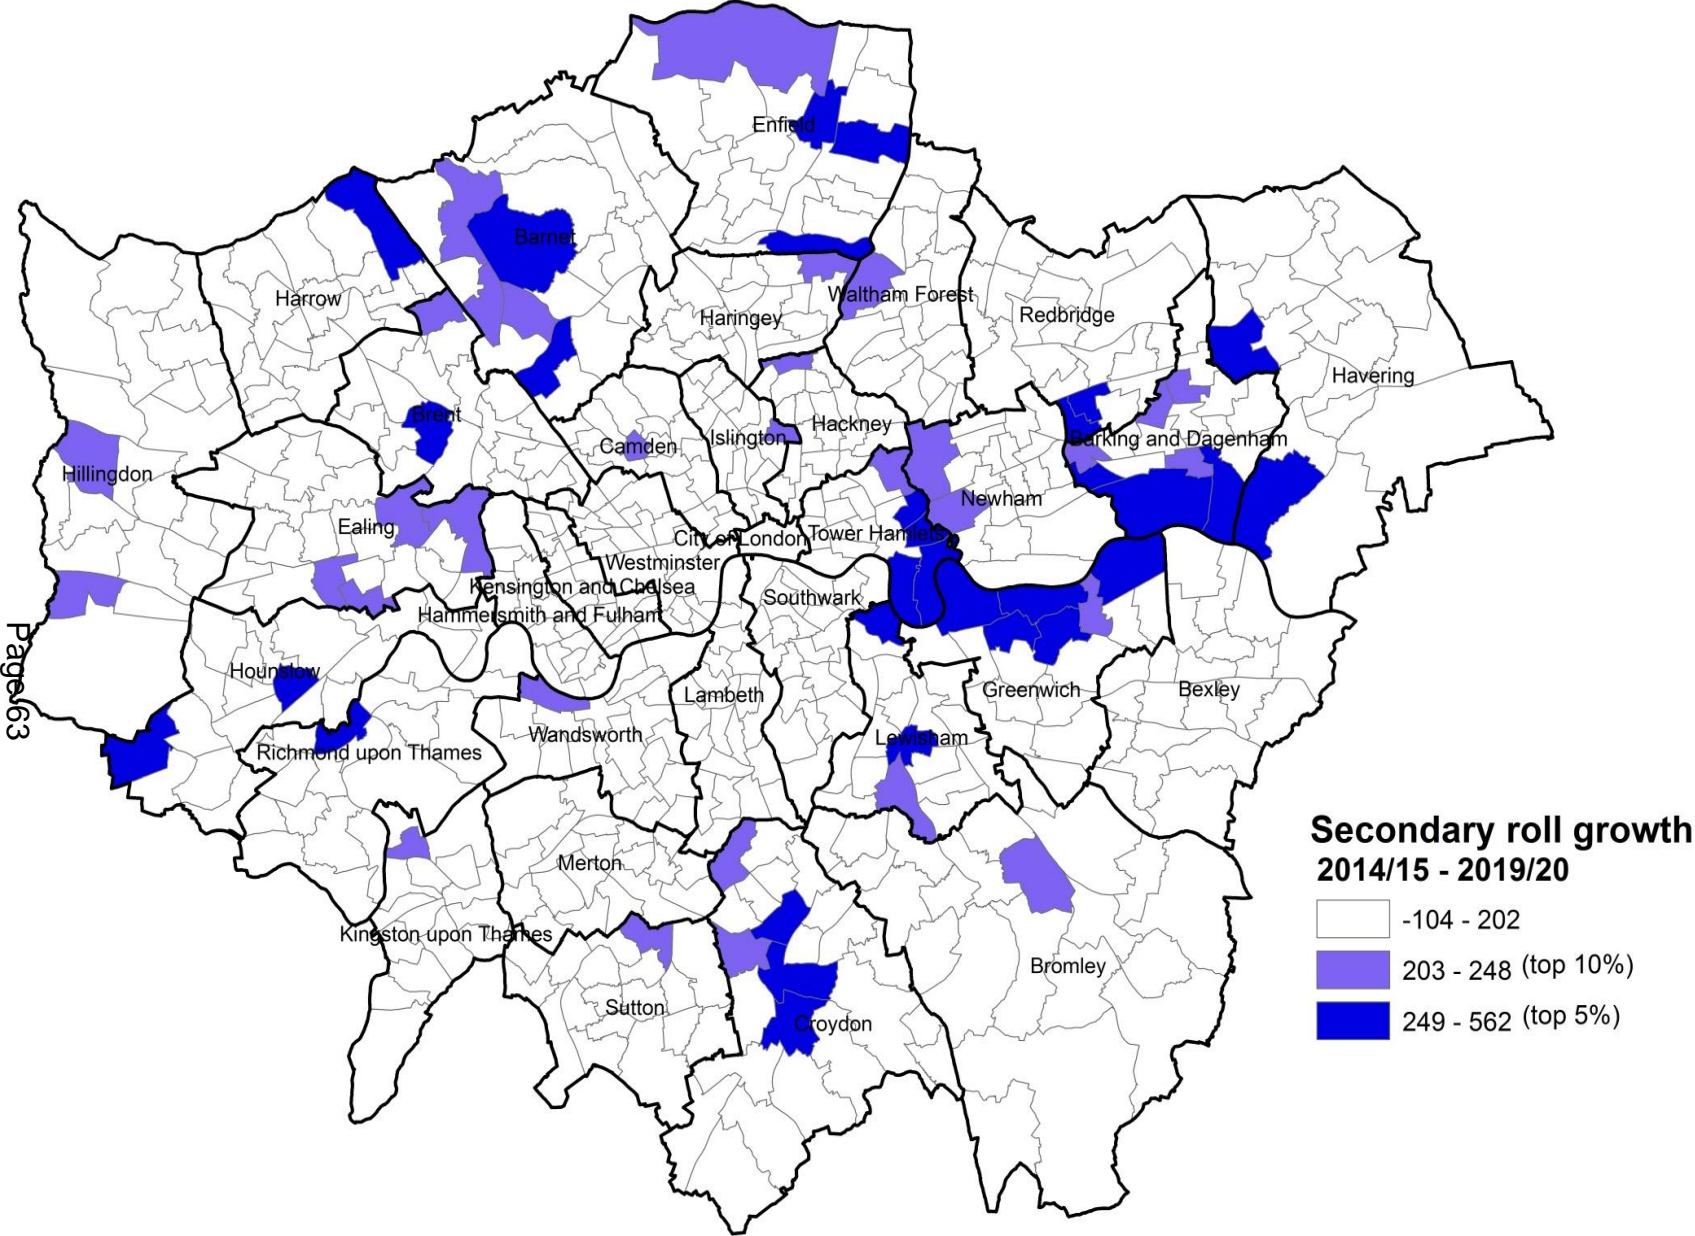 Enfield
Barnet
Harrow
Waltham Forest
Haringey
Redbridge
Havering
Brent
Hackney
Islington
Camden
Barking and Dagenham
Hillingdon
Newham
Ealing
City of London
Tower Hamlets
Westminster
Kensington and Chelsea
Southwark
Hammersmith and Fulham
Page 63
Hounslow
Lambeth
Greenwich
Bexley
Wandsworth
Lewisham
Richmond upon Thames
Merton
Kingston upon Thames
Bromley
Sutton
Croydon
Secondary roll growth
2014/15 - 2019/20
-104 - 202
203 - 248 (top 10%)
249 - 562 (top 5%)